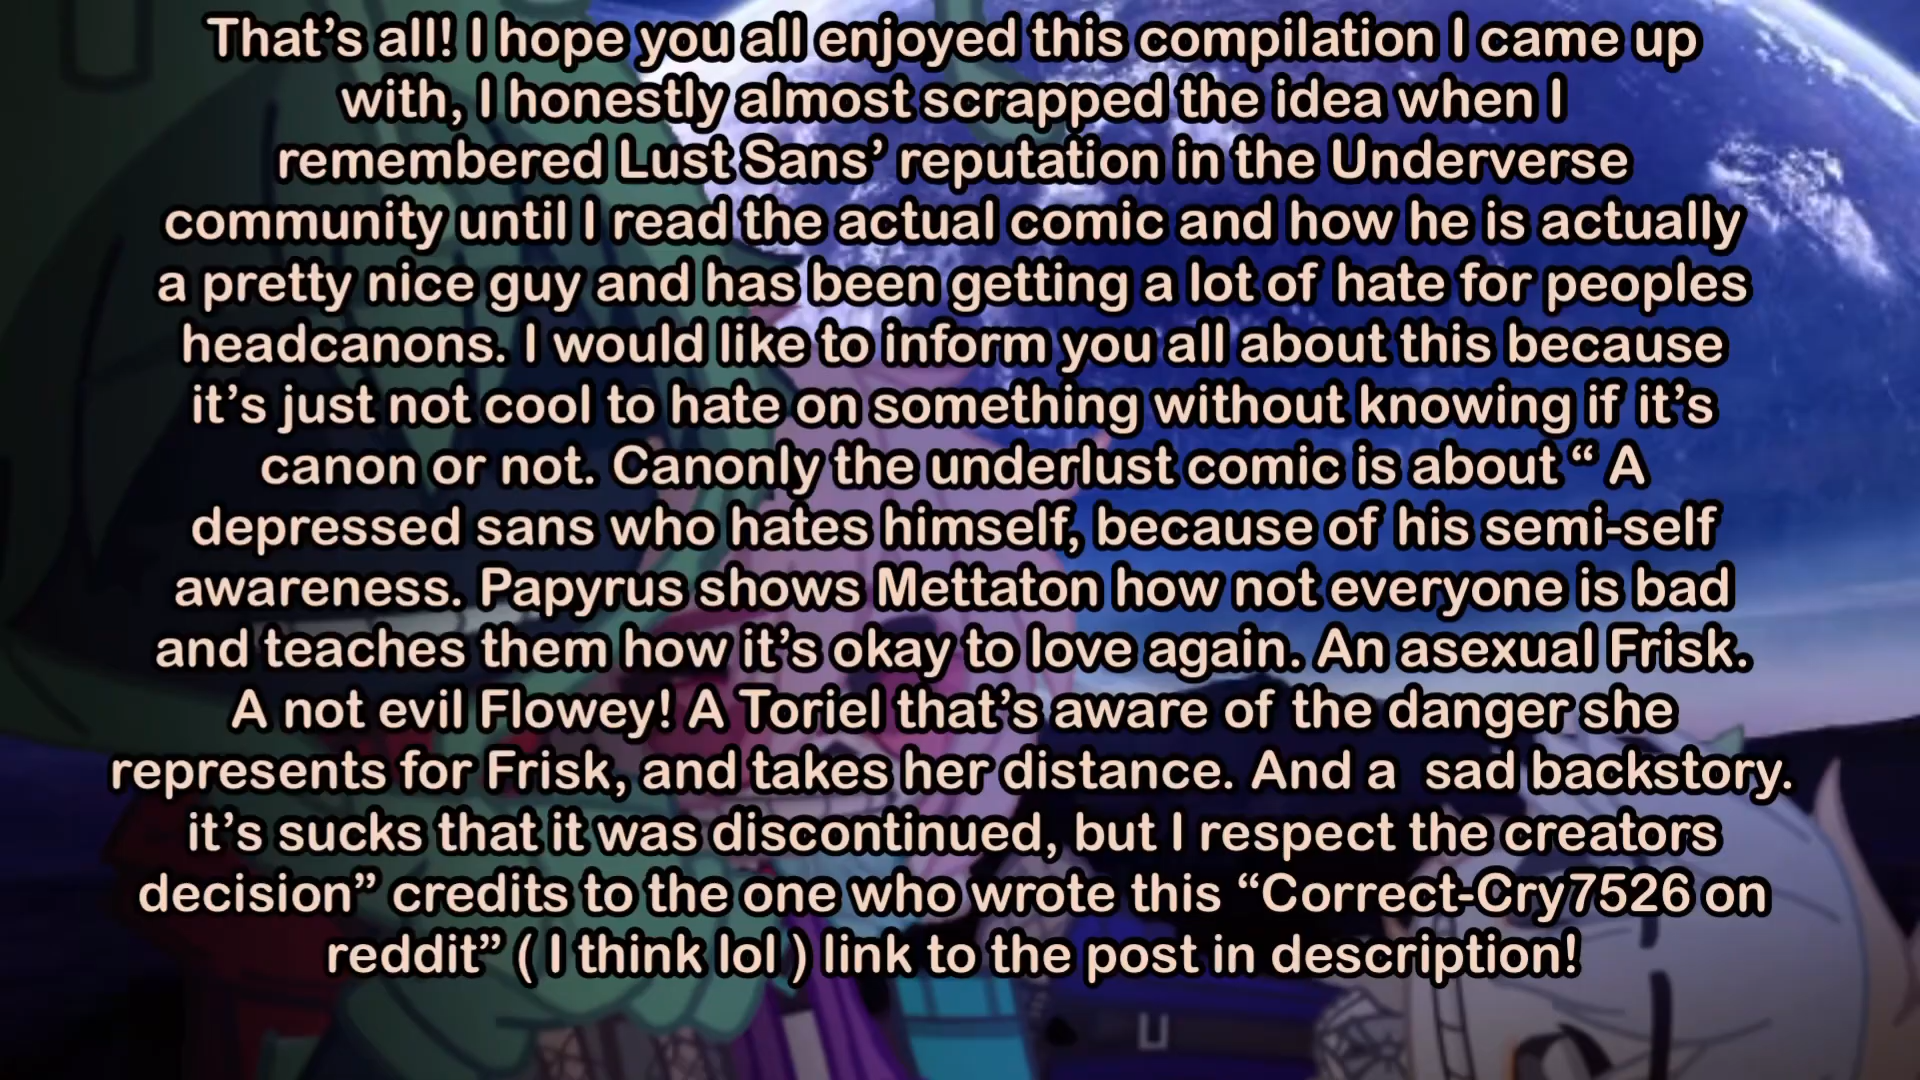 That’s all! I hope you all enjoyed this compilation I came up
with, I honestly almost scrapped the idea when I
remembered Lust Sans’ reputation in the Underverse
community until I read the actual comic and how he is actually
a pretty nice guy and has been getting a lot of hate for peoples
headcanons. I would like to inform you all about this because
it’s just not cool to hate on something without knowing if it’s
canon or not. Canonly the underlust comic is about “ A
depressed sans who hates himself, because of his semi-self
awareness. Papyrus shows Mettaton how not everyone is bad
and teaches them how it’s okay to love again. An asexual Frisk.
A not evil Flowey! A Toriel that’s aware of the danger she
represents for Frisk, and takes her distance. And a sad backstory.
it’s sucks that it was discontinued, but I respect the creators
decision” credits to the one who wrote this “Correct-Cry7526 on
reddit” ( I think lol ) link to the post in description!